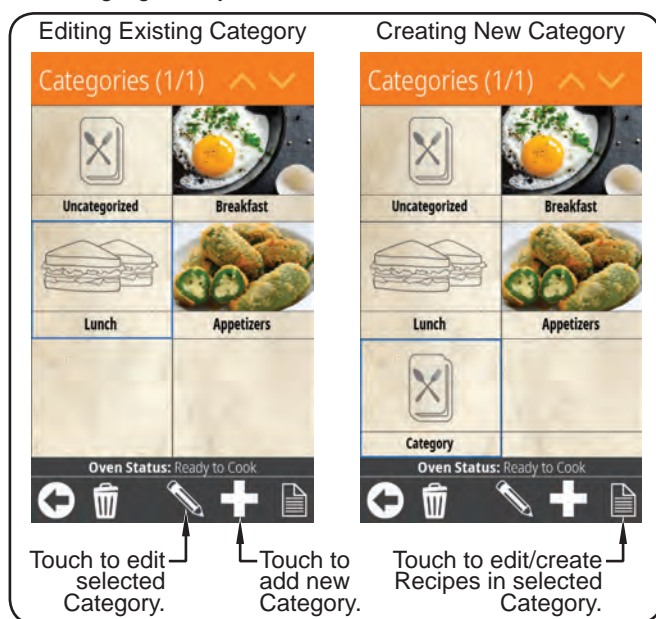 Editing Existing Category
Creating New Category
Categories (1/1)
Uncategorized
Breakfast
Lunch
Appetizers
Oven Status: Ready to Cook
Categories (1/1)
Uncategorized
Breakfast
Lunch
Appetizers
Category
Oven Status: Ready to Cook
Touch to edit
selected
Category.
Touch to
add new
Category.
Touch to edit/create
Recipes in selected
Category.